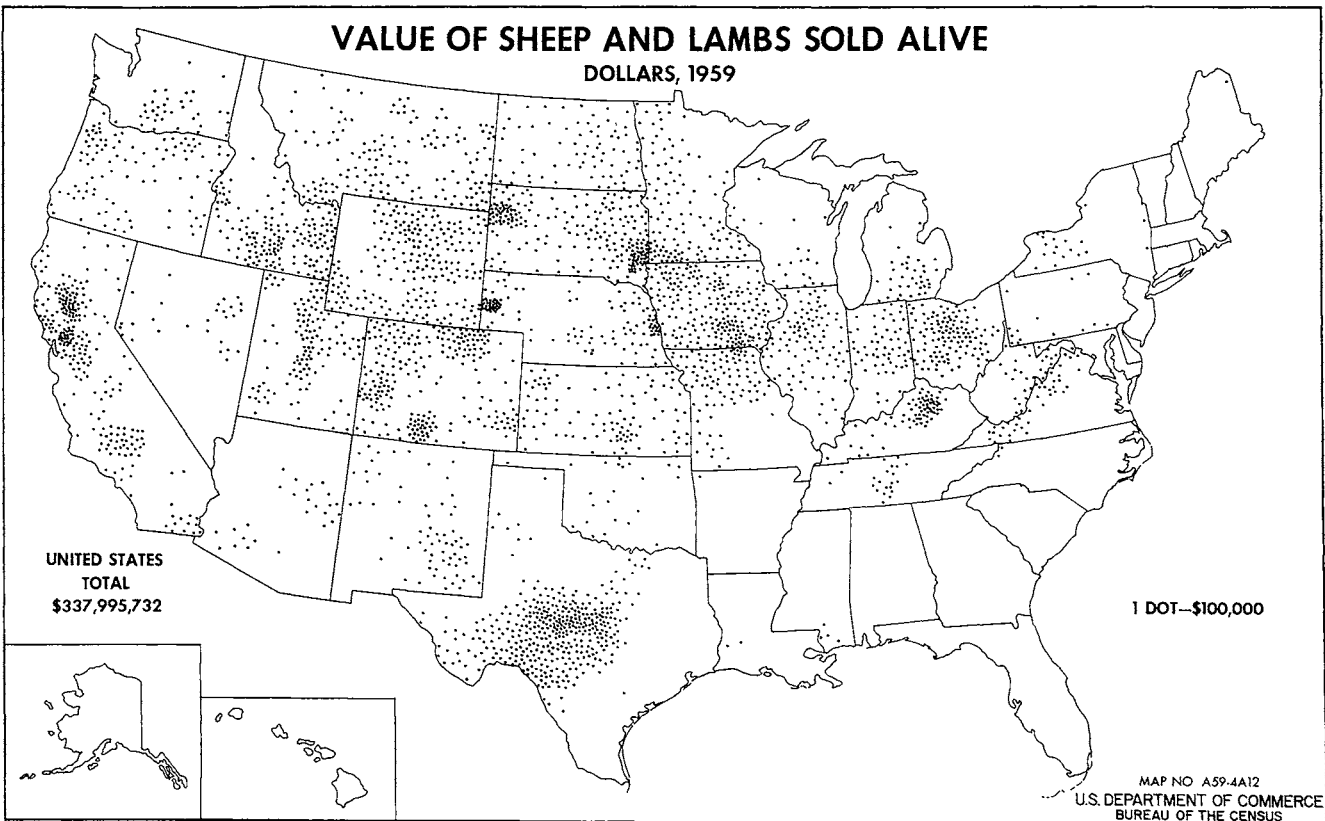 VALUE OF SHEEP AND LAMBS SOLD ALIVE
DOLLARS, 1959
UNITED STATES
TOTAL
$337,995,732
1 DOT—$100,000
MAP NO A59-4A12
U.S. DEPARTMENT OF COMMERCE
BUREAU OF THE CENSUS